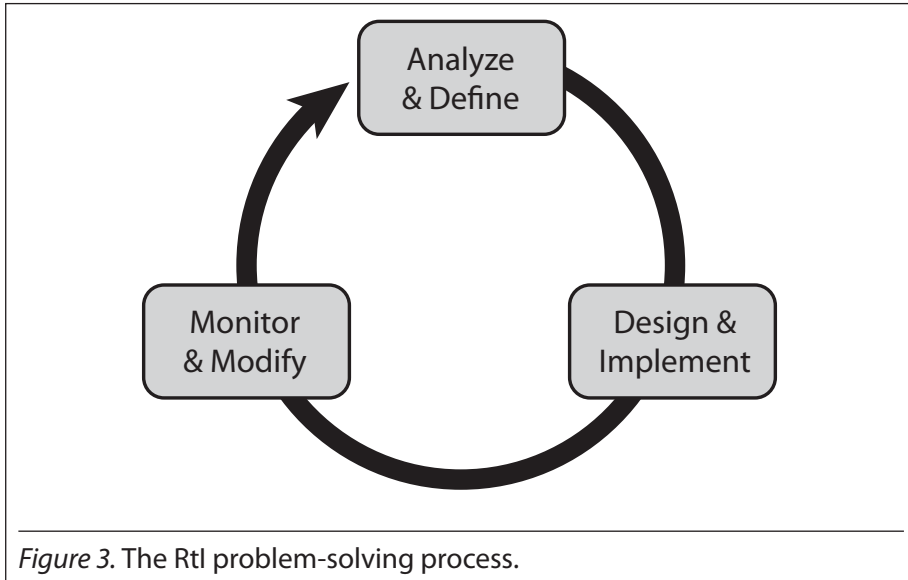 Analyze
& Define
Monitor
& Modify
Design &
Implement
Figure 3. The RtI problem-solving process.